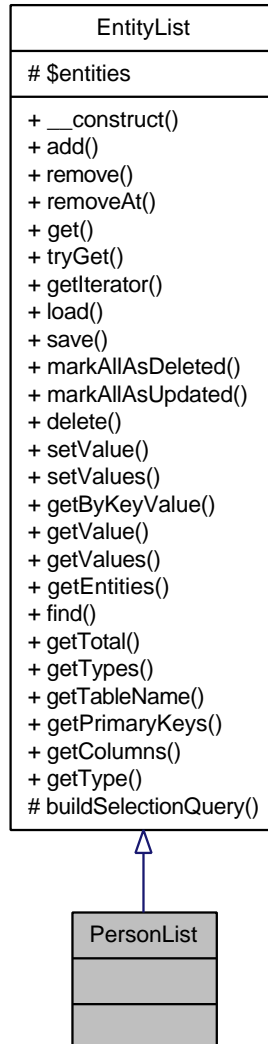 EntityList
# $entities
+ __construct()
+ add()
+ remove()
+ removeAt()
+ get()
+ tryGet()
+ getIterator()
+ load()
+ save()
+ markAllAsDeleted()
+ markAllAsUpdated()
+ delete()
+ setValue()
+ setValues()
+ getByKeyValue()
+ getValue()
+ getValues()
+ getEntities()
+ find()
+ getTotal()
+ getTypes()
+ getTableName()
+ getPrimaryKeys()
+ getColumns()
+ getType()
# buildSelectionQuery()
PersonList